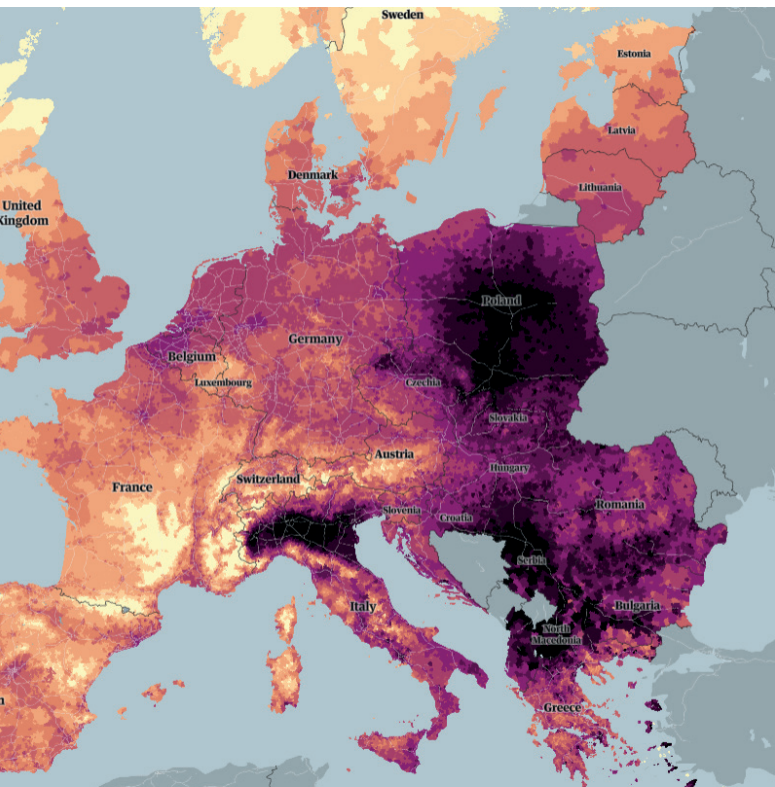 Sweden
Estonia
Latvia
Denmark
Lithuania
United
Kingdom
Poland
Germany
Belgium
Luxembourg
Czechia
Slovakia
Austria
Hungary
Switzerland
France
Romania
Slovenia
Croatia
Serbia
Italy
Bulgaria
North
Macedonia
Greece